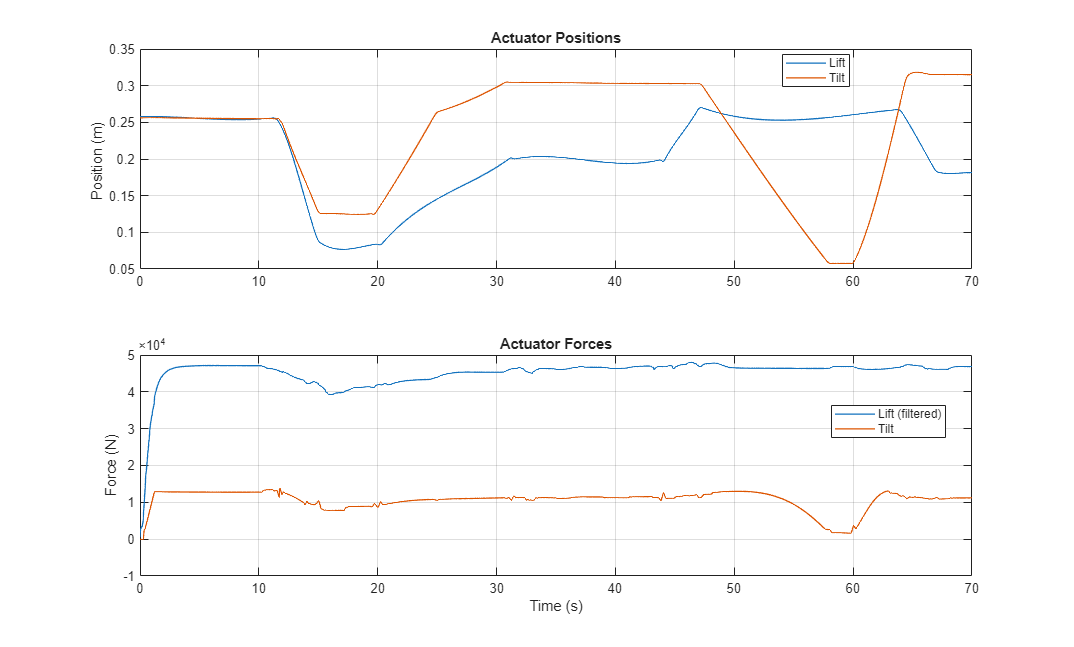 Actuator Positions
0.35
0.3
0.25
0.2
0.15
0.1
0.05
Position (m)
Lift
Tilt
0 10 20 30 40 50 60 70
Actuator Forces
×10⁴
5
4
3
2
1
0
-1
Force (N)
Lift (filtered)
Tilt
0 10 20 30 40 50 60 70
Time (s)